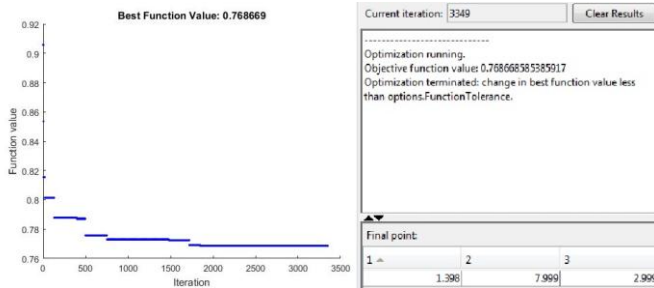 Best Function Value: 0.768669
0.92
0.9
0.88
0.86
0.84
0.82
0.8
0.78
0.76
Function value
0 500 1000 1500 2000 2500 3000 3500
Iteration
Current iteration: 3349 Clear Results
----------------------------
Optimization running.
Objective function value: 0.768668585385917
Optimization terminated: change in best function value less
than options.FunctionTolerance.
Final point:
1 2 3
1.398 7.999 2.999